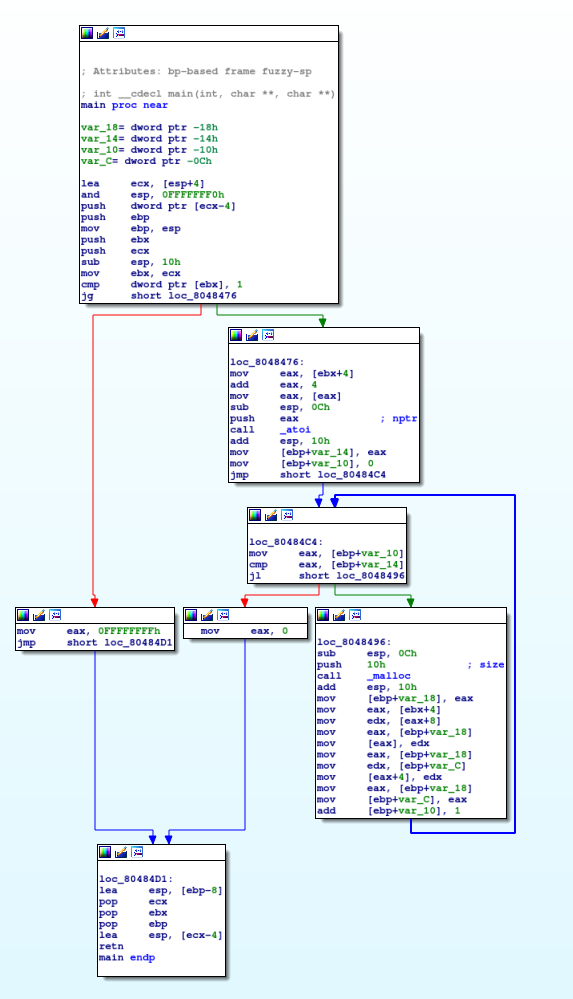 ; Attributes: bp-based frame fuzzy-sp
; int __cdecl main(int, char **, char **)
main proc near
var_18= dword ptr -18h
var_14= dword ptr -14h
var_10= dword ptr -10h
var_C= dword ptr -0Ch
lea ecx, [esp+4]
and esp, 0FFFFFFF0h
push dword ptr [ecx-4]
push ebp
mov ebp, esp
push ebx
push ecx
sub esp, 10h
mov ebx, ecx
cmp dword ptr [ebx], 1
jg short loc_8048476
loc_8048476:
mov eax, [ebx+4]
add eax, 4
mov eax, [eax]
sub esp, 0Ch
push eax ; nptr
call _atoi
add esp, 10h
mov [ebp+var_14], eax
mov [ebp+var_10], 0
jmp short loc_80484C4
loc_80484C4:
mov eax, [ebp+var_10]
cmp eax, [ebp+var_14]
jl short loc_8048496
mov eax, 0FFFFFFFFh
jmp short loc_80484D1
mov eax, 0
loc_8048496:
sub esp, 0Ch
push 10h ; size
call _malloc
add esp, 10h
mov [ebp+var_18], eax
mov eax, [ebx+4]
mov edx, [eax+8]
mov eax, [ebp+var_18]
mov [eax], edx
mov eax, [ebp+var_18]
mov edx, [ebp+var_C]
mov [eax+4], edx
mov eax, [ebp+var_18]
mov [ebp+var_C], eax
add [ebp+var_10], 1
loc_80484D1:
lea esp, [ebp-8]
pop ecx
pop ebx
pop ebp
lea esp, [ecx-4]
retn
main endp